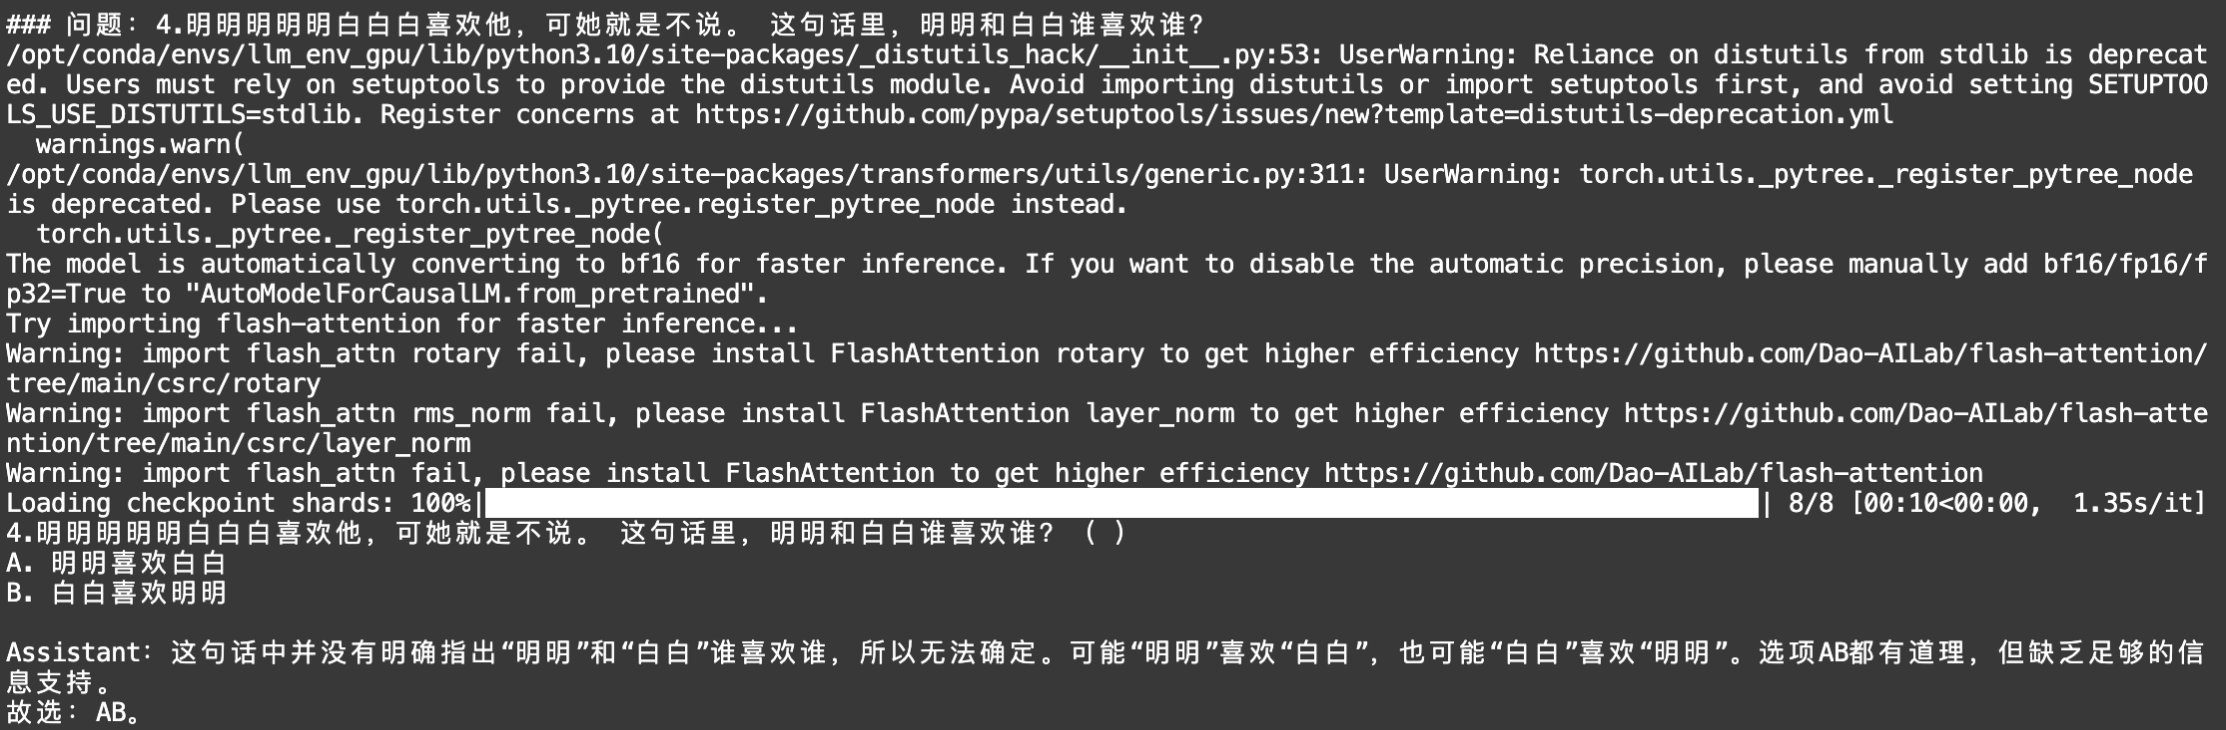 ### 问题：4.明明明明明白白白喜欢他，可她就是不说。 这句话里，明明和白白谁喜欢谁？
/opt/conda/envs/llm_env_gpu/lib/python3.10/site-packages/_distutils_hack/__init__.py:53: UserWarning: Reliance on distutils from stdlib is deprecat
ed. Users must rely on setuptools to provide the distutils module. Avoid importing distutils or import setuptools first, and avoid setting SETUPTOO
LS_USE_DISTUTILS=stdlib. Register concerns at https://github.com/pypa/setuptools/issues/new?template=distutils-deprecation.yml
  warnings.warn(
/opt/conda/envs/llm_env_gpu/lib/python3.10/site-packages/transformers/utils/generic.py:311: UserWarning: torch.utils._pytree._register_pytree_node
is deprecated. Please use torch.utils._pytree.register_pytree_node instead.
  torch.utils._pytree._register_pytree_node(
The model is automatically converting to bf16 for faster inference. If you want to disable the automatic precision, please manually add bf16/fp16/f
p32=True to "AutoModelForCausalLM.from_pretrained".
Try importing flash-attention for faster inference...
Warning: import flash_attn rotary fail, please install FlashAttention rotary to get higher efficiency https://github.com/Dao-AILab/flash-attention/
tree/main/csrc/rotary
Warning: import flash_attn rms_norm fail, please install FlashAttention layer_norm to get higher efficiency https://github.com/Dao-AILab/flash-atte
ntion/tree/main/csrc/layer_norm
Warning: import flash_attn fail, please install FlashAttention to get higher efficiency https://github.com/Dao-AILab/flash-attention
Loading checkpoint shards: 100%|██████████| 8/8 [00:10<00:00,  1.35s/it]
4.明明明明明白白白喜欢他，可她就是不说。 这句话里，明明和白白谁喜欢谁？ ( )
A. 明明喜欢白白
B. 白白喜欢明明
Assistant：这句话中并没有明确指出“明明”和“白白”谁喜欢谁，所以无法确定。可能“明明”喜欢“白白”，也可能“白白”喜欢“明明”。选项AB都有道理，但缺乏足够的信
息支持。
故选：AB。